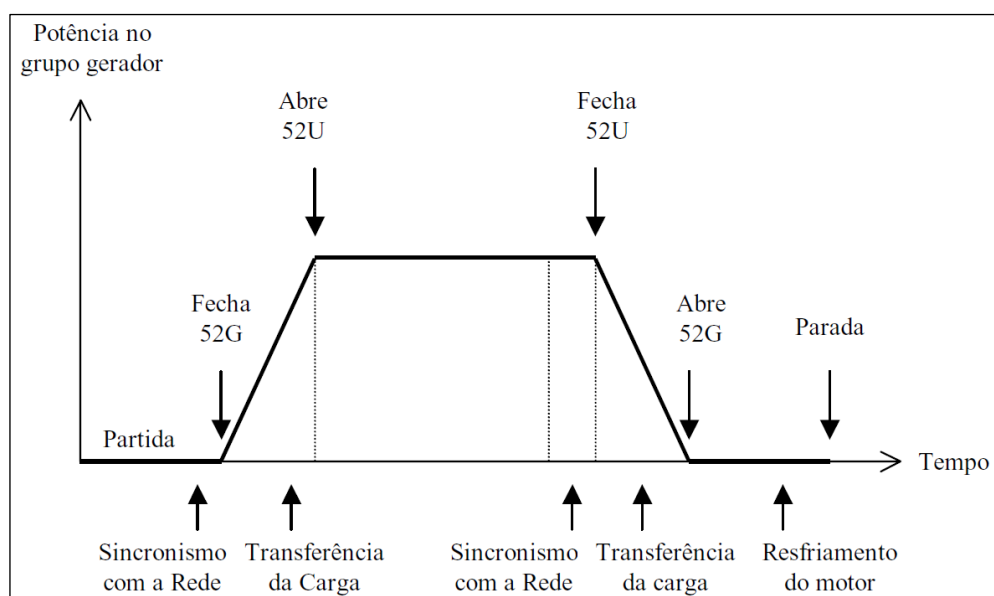 Potência no
grupo gerador
Abre
52U
Fecha
52U
Fecha
52G
Abre
52G
Parada
Partida
Tempo
Sincronismo
com a Rede
Transferência
da Carga
Sincronismo
com a Rede
Transferência
da carga
Resfriamento
do motor